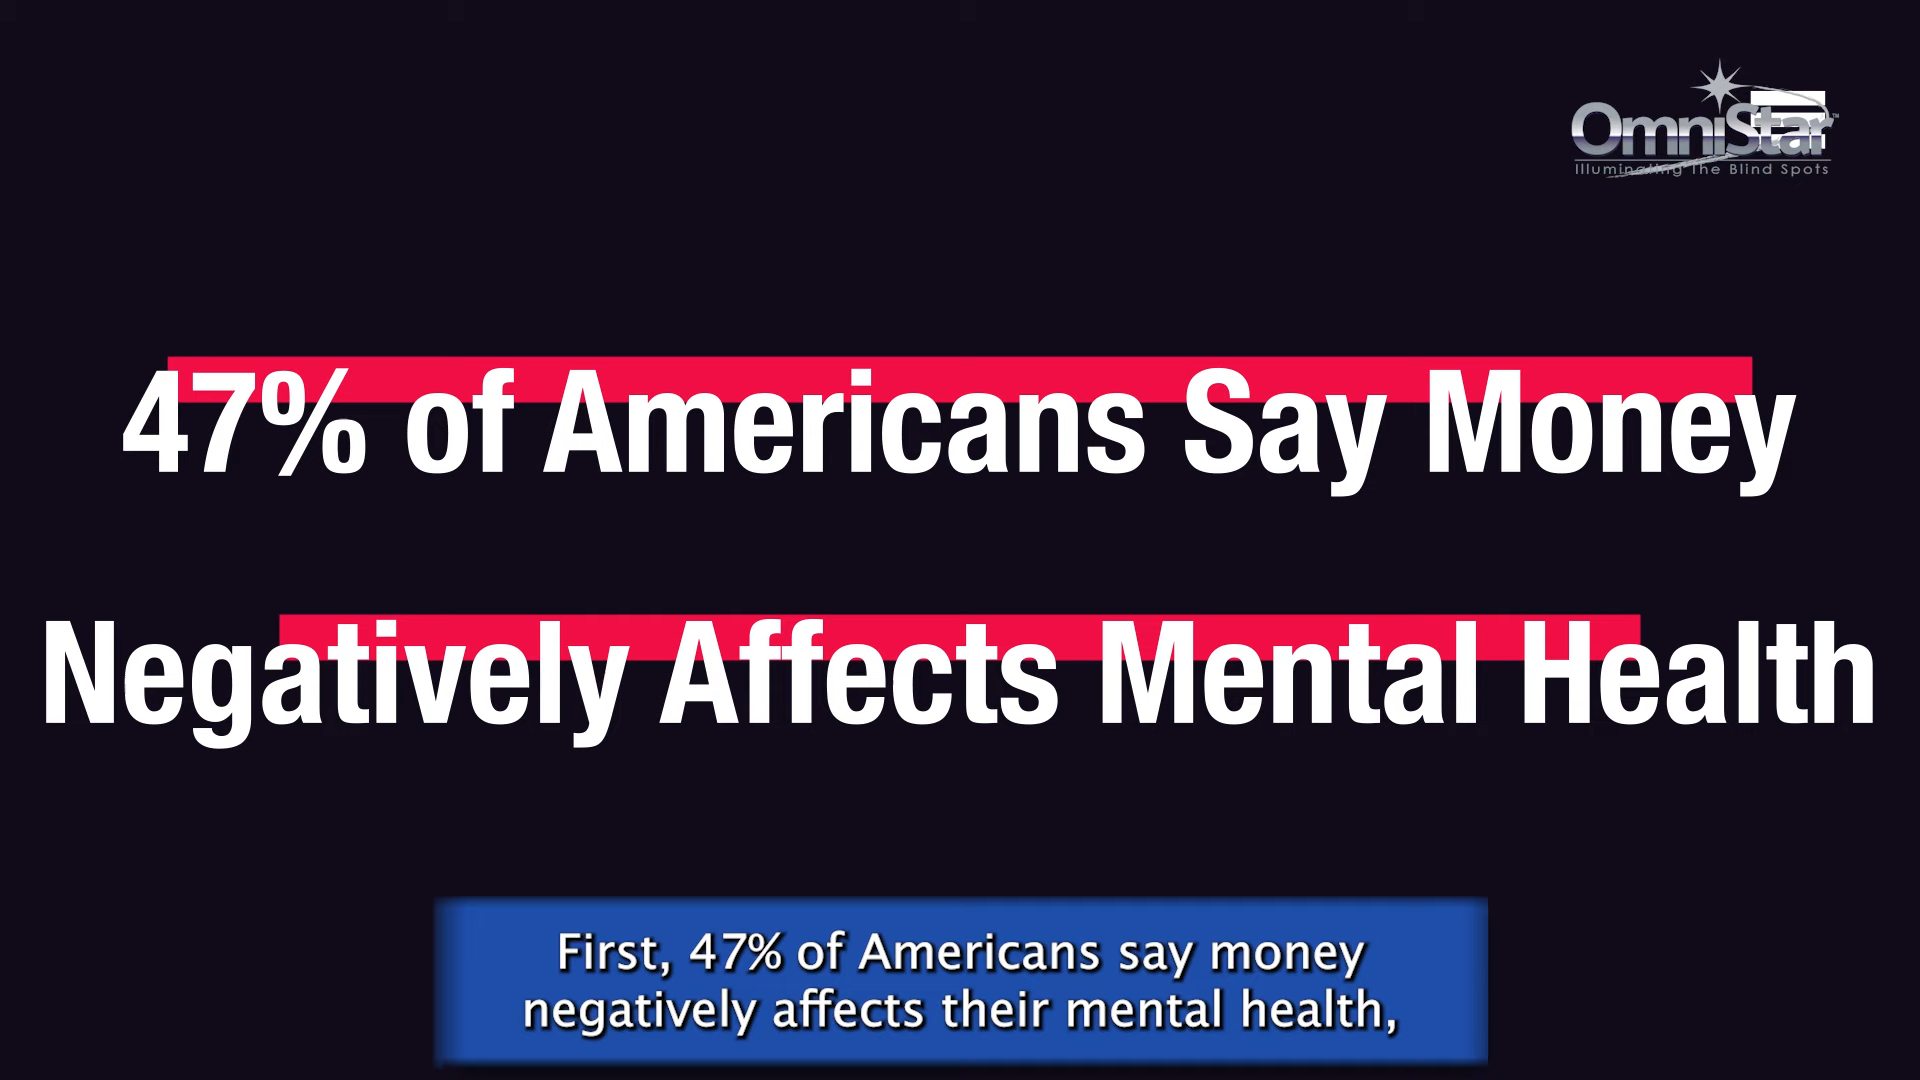 OmniStar™
Illuminating The Blind Spots
47% of Americans Say Money
Negatively Affects Mental Health
First, 47% of Americans say money
negatively affects their mental health,